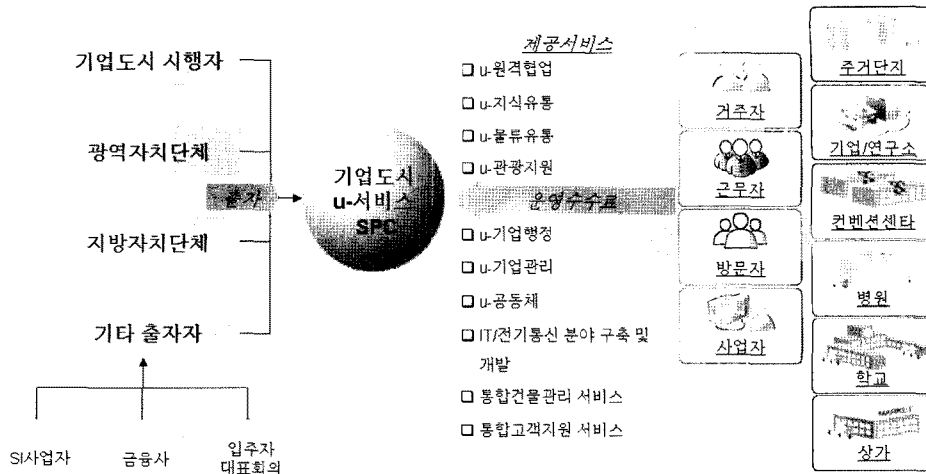 기업도시 시행자
광역자치단체
지방자치단체
기타 출자자
SI사업자
금융사
입주자
대표회의
출자
기업도시
u-서비스
SPC
제공서비스
□ u-원격협업
□ u-지식유통
□ u-물류유통
□ u-관광지원
운영수수료
□ u-기업행정
□ u-기업관리
□ u-공동체
□ IT/전기통신 분야 구축 및
개발
□ 통합건물관리 서비스
□ 통합고객지원 서비스
거주자
근무자
방문자
사업자
주거단지
기업/연구소
컨벤션센타
병원
학교
상가